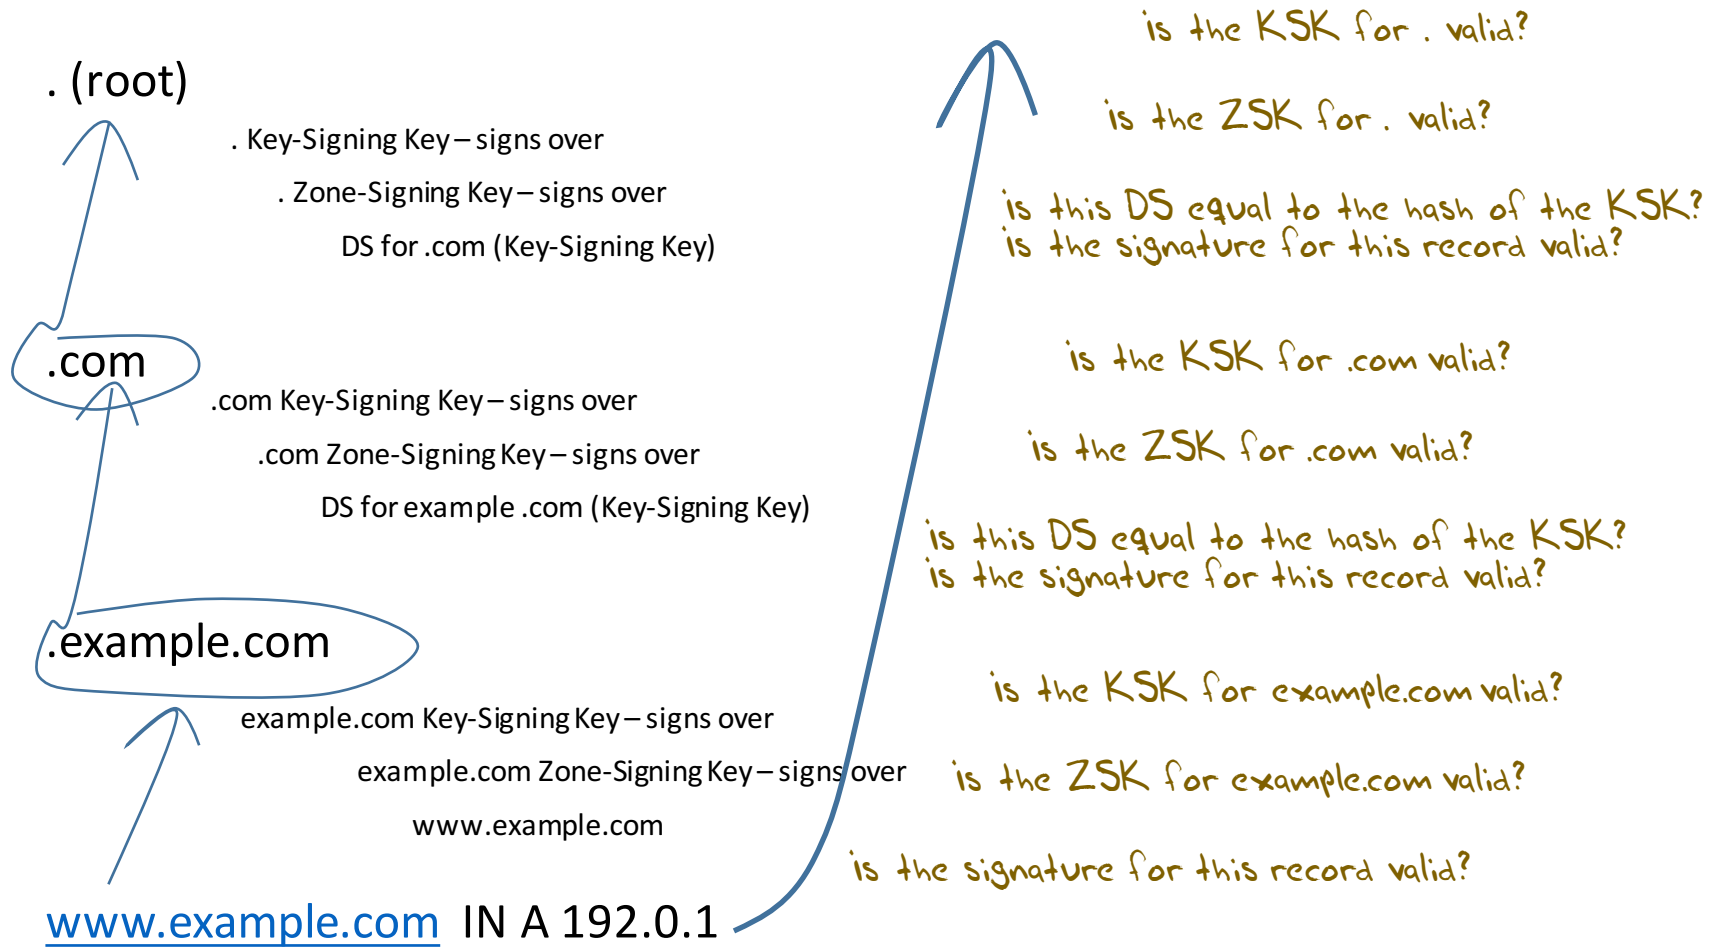 . (root)
. Key-Signing Key – signs over
. Zone-Signing Key – signs over
DS for .com (Key-Signing Key)
.com
.com Key-Signing Key – signs over
.com Zone-Signing Key – signs over
DS for example .com (Key-Signing Key)
.example.com
example.com Key-Signing Key – signs over
example.com Zone-Signing Key – signs over
www.example.com
www.example.com IN A 192.0.1
is the KSK for . valid?
is the ZSK for . valid?
is this DS equal to the hash of the KSK?
is the signature for this record valid?
is the KSK for .com valid?
is the ZSK for .com valid?
is this DS equal to the hash of the KSK?
is the signature for this record valid?
is the KSK for example.com valid?
is the ZSK for example.com valid?
is the signature for this record valid?